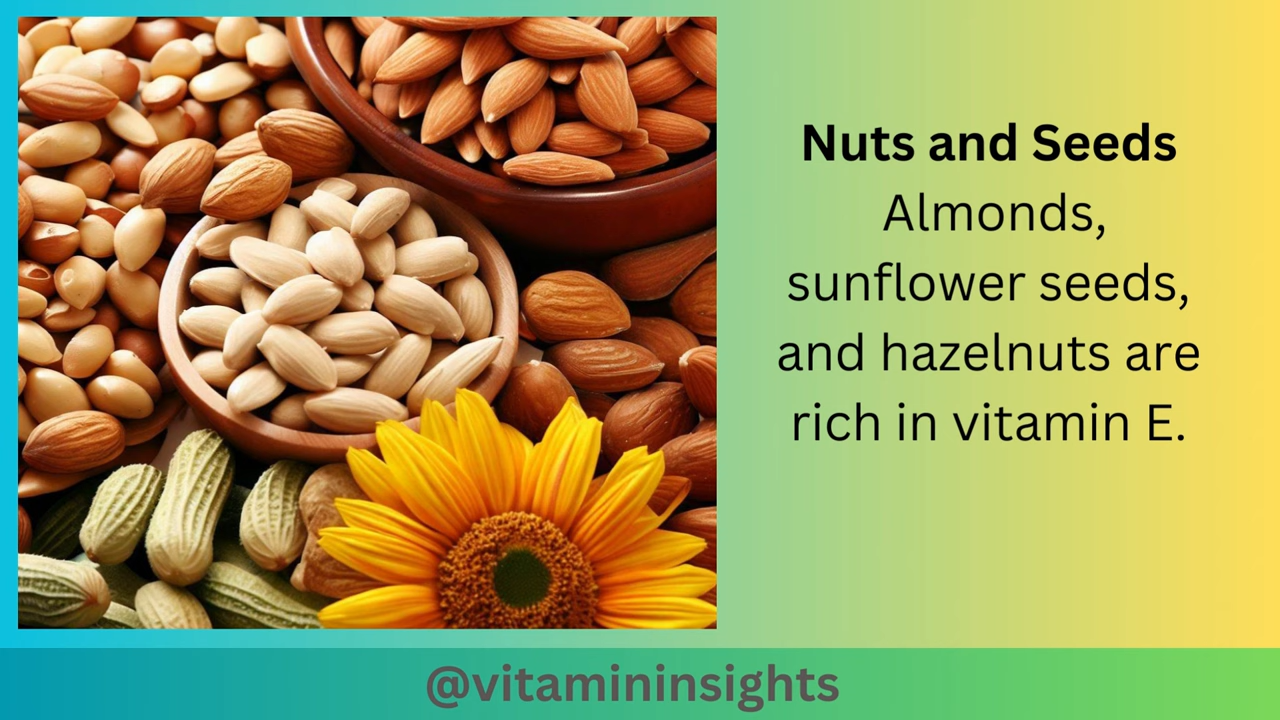 Nuts and Seeds
Almonds,
sunflower seeds,
and hazelnuts are
rich in vitamin E.
@vitamininsights